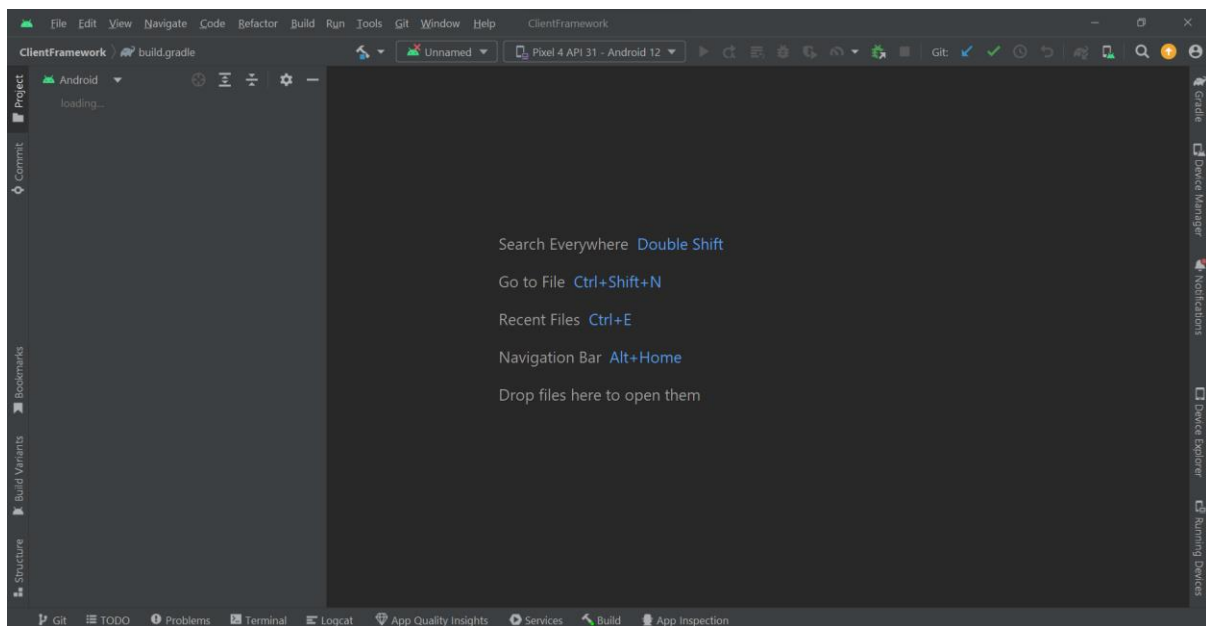 File Edit View Navigate Code Refactor Build Run Tools Git Window Help ClientFramework
ClientFramework build.gradle Unnamed Pixel 4 API 31 - Android 12 Git:
Project
Android
loading...
Commit
Bookmarks
Build Variants
Structure
Search Everywhere Double Shift
Go to File Ctrl+Shift+N
Recent Files Ctrl+E
Navigation Bar Alt+Home
Drop files here to open them
Gradle
Device Manager
Notifications
Device Explorer
Running Devices
Git TODO Problems Terminal Logcat App Quality Insights Services Build App Inspection